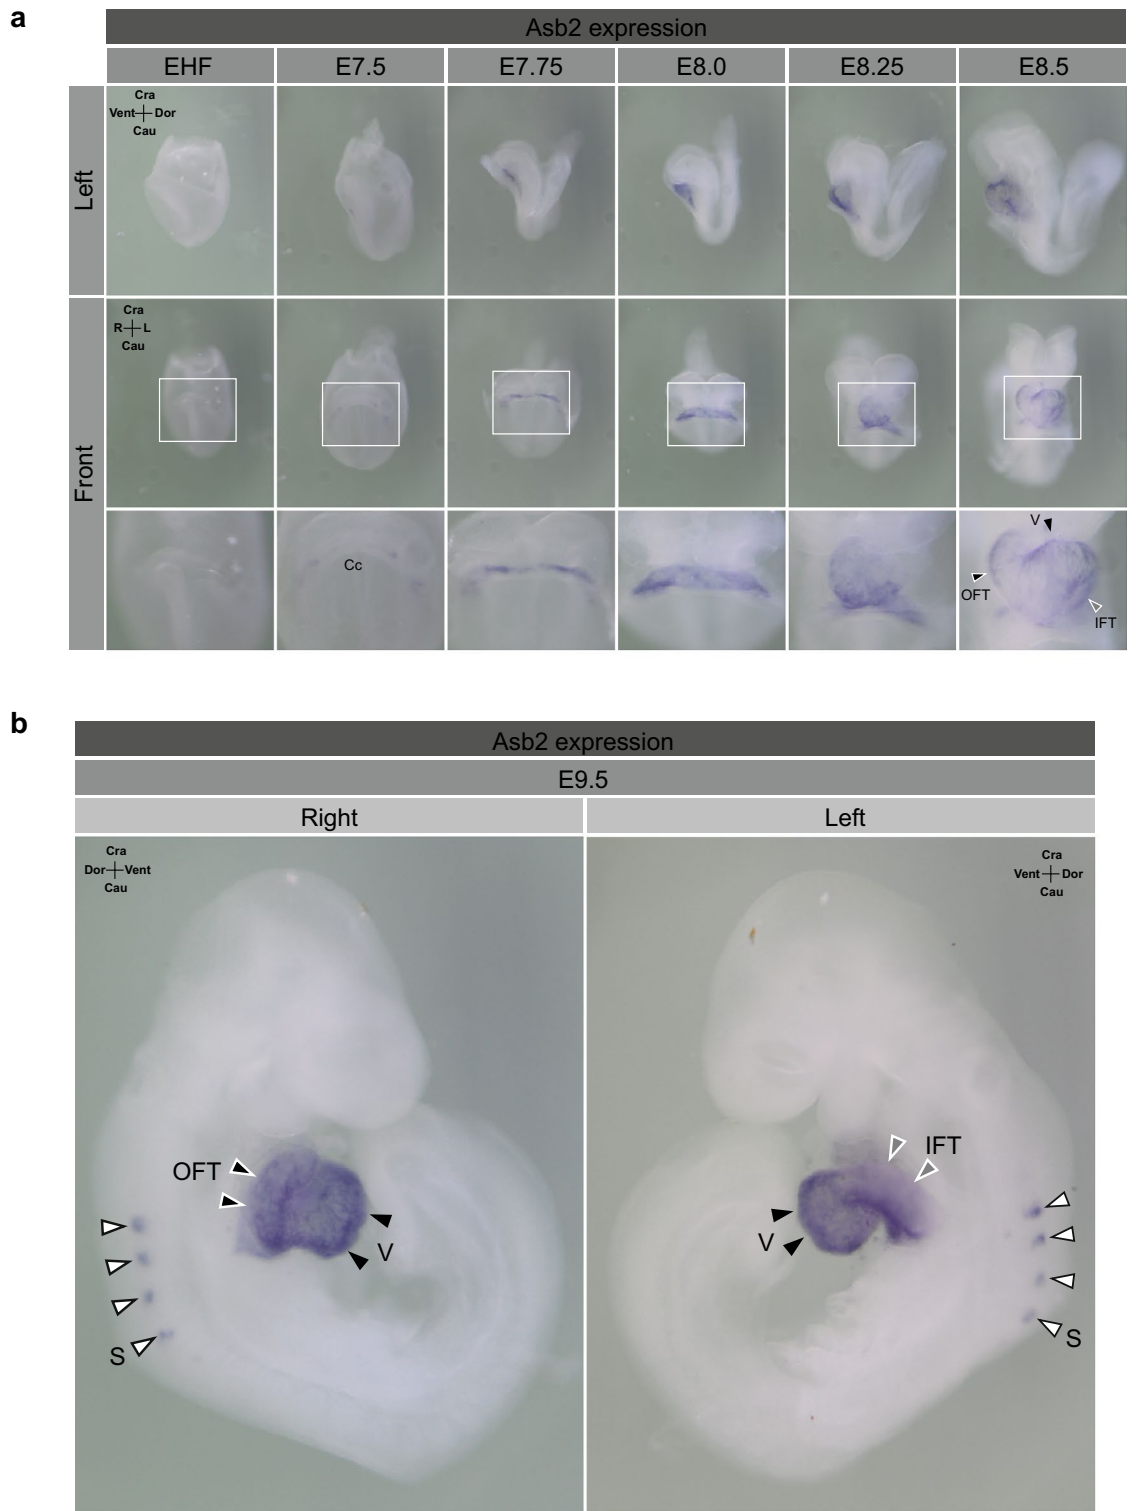 a
Asb2 expression
EHF E7.5 E7.75 E8.0 E8.25 E8.5
Left
Cra
Vent Dor
Cau
Front
Cra
R L
Cau
Cc
V
OFT
IFT
b
Asb2 expression
E9.5
Right Left
Cra
Dor Vent
Cau
Cra
Vent Dor
Cau
OFT
V
S
IFT
V
S